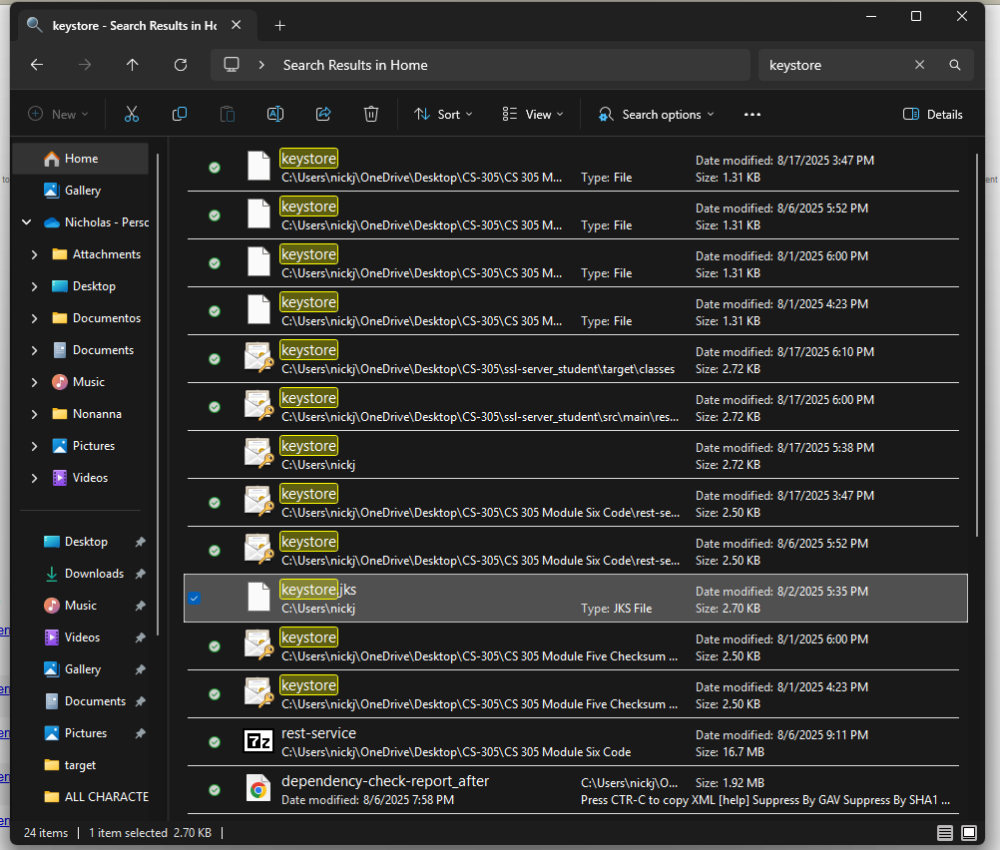 keystore - Search Results in Ho
Search Results in Home
keystore
New
Sort
View
Search options
Details
Home
Gallery
Nicholas - Perso
Attachments
Desktop
Documentos
Documents
Music
Nonanna
Pictures
Videos
Desktop
Downloads
Music
Videos
Gallery
Documents
Pictures
target
ALL CHARACTE
keystore
Date modified: 8/17/2025 3:47 PM
C:\Users\nickj\OneDrive\Desktop\CS-305\CS 305 M... Type: File Size: 1.31 KB
keystore
Date modified: 8/6/2025 5:52 PM
C:\Users\nickj\OneDrive\Desktop\CS-305\CS 305 M... Type: File Size: 1.31 KB
keystore
Date modified: 8/1/2025 6:00 PM
C:\Users\nickj\OneDrive\Desktop\CS-305\CS 305 M... Type: File Size: 1.31 KB
keystore
Date modified: 8/1/2025 4:23 PM
C:\Users\nickj\OneDrive\Desktop\CS-305\CS 305 M... Type: File Size: 1.31 KB
keystore
Date modified: 8/17/2025 6:10 PM
C:\Users\nickj\OneDrive\Desktop\CS-305\ssl-server_student\target\classes Size: 2.72 KB
keystore
Date modified: 8/17/2025 6:00 PM
C:\Users\nickj\OneDrive\Desktop\CS-305\ssl-server_student\src\main\res... Size: 2.72 KB
keystore
Date modified: 8/17/2025 5:38 PM
C:\Users\nickj Size: 2.72 KB
keystore
Date modified: 8/17/2025 3:47 PM
C:\Users\nickj\OneDrive\Desktop\CS-305\CS 305 Module Six Code\rest-se... Size: 2.50 KB
keystore
Date modified: 8/6/2025 5:52 PM
C:\Users\nickj\OneDrive\Desktop\CS-305\CS 305 Module Six Code\rest-se... Size: 2.50 KB
keystore.jks
Date modified: 8/2/2025 5:35 PM
C:\Users\nickj Type: JKS File Size: 2.70 KB
keystore
Date modified: 8/1/2025 6:00 PM
C:\Users\nickj\OneDrive\Desktop\CS-305\CS 305 Module Five Checksum ... Size: 2.50 KB
keystore
Date modified: 8/1/2025 4:23 PM
C:\Users\nickj\OneDrive\Desktop\CS-305\CS 305 Module Five Checksum ... Size: 2.50 KB
rest-service
Date modified: 8/6/2025 9:11 PM
7z
C:\Users\nickj\OneDrive\Desktop\CS-305\CS 305 Module Six Code Size: 16.7 MB
dependency-check-report_after C:\Users\nickj\O... Size: 1.92 MB
Date modified: 8/6/2025 7:58 PM Press CTR-C to copy XML [help] Suppress By GAV Suppress By SHA1 ...
24 items 1 item selected 2.70 KB